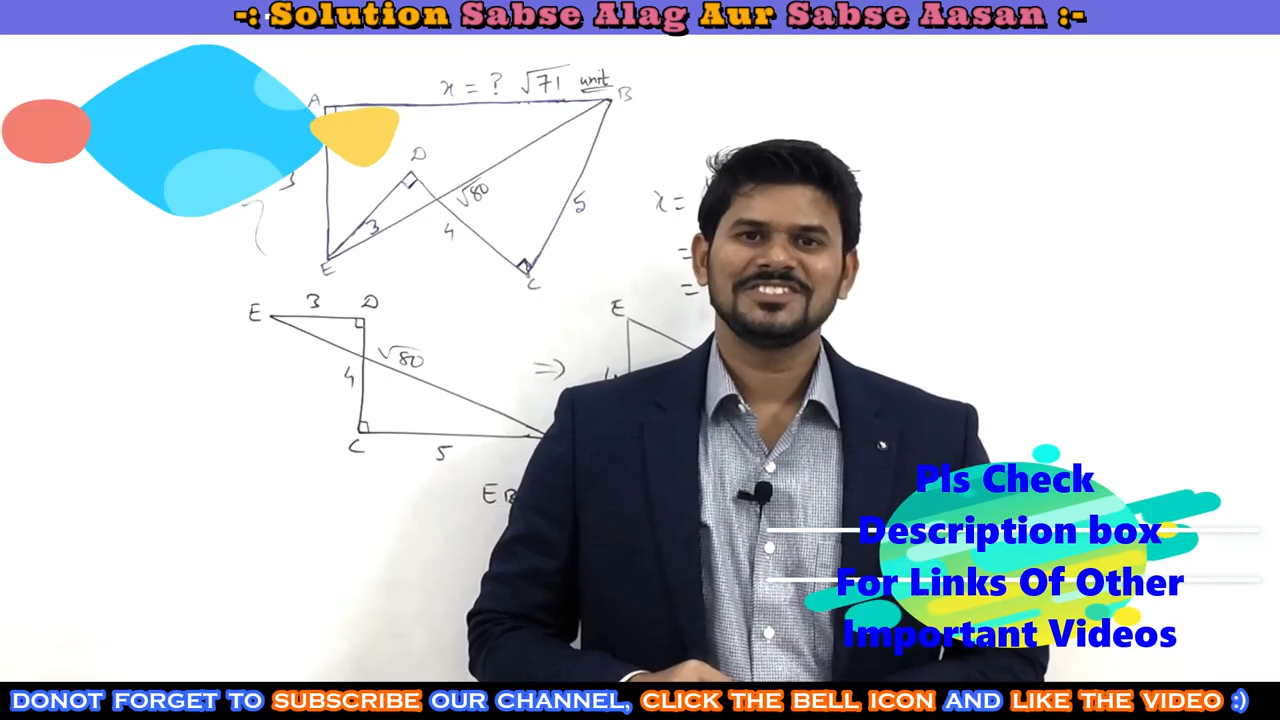 -: Solution Sabse Alag Aur Sabse Aasan :-
x = ? √71 unit
A
B
D
3
√80
5
x =
3
4
=
E
C
=
E
3
D
E
√80
4
⇒
C
5
E B
Pls Check
Description box
For Links Of Other
Important Videos
DONOT FORGET TO SUBSCRIBE OUR CHANNEL, CLICK THE BELL ICON AND LIKE THE VIDEO :)